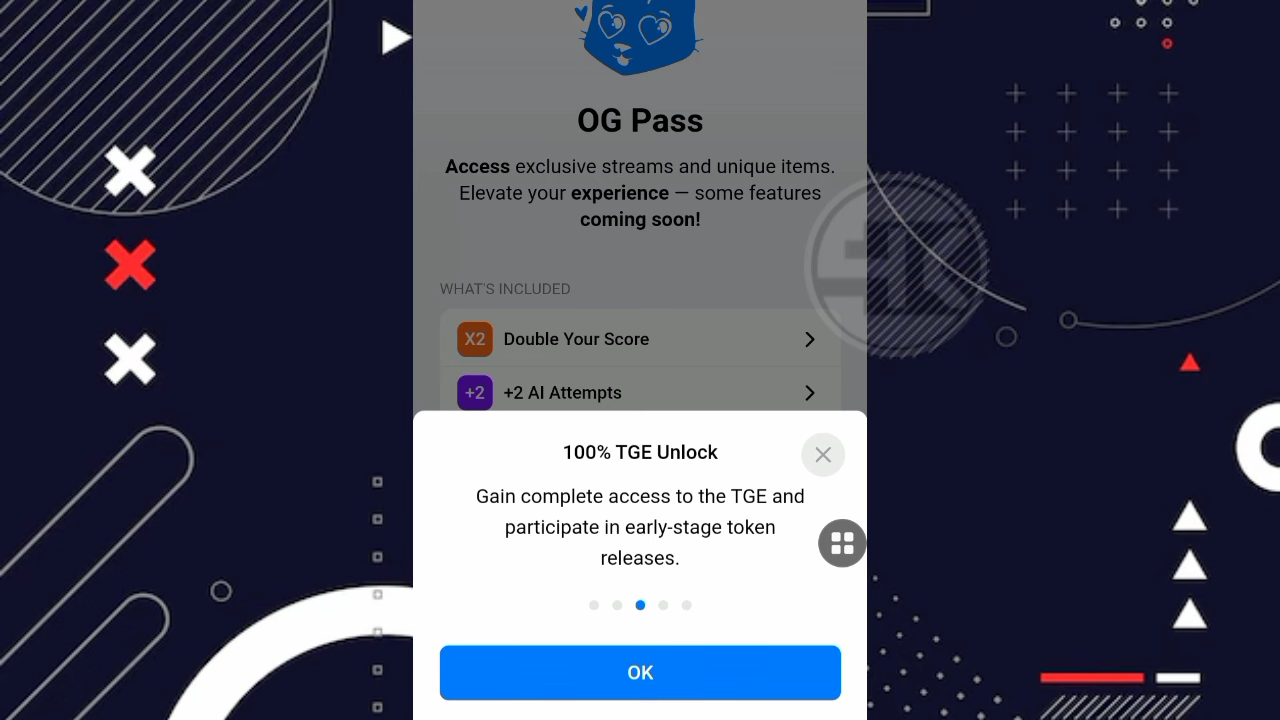 OG Pass
Access exclusive streams and unique items.
Elevate your experience — some features
coming soon!
WHAT'S INCLUDED
X2 Double Your Score
+2 +2 AI Attempts
100% TGE Unlock
Gain complete access to the TGE and
participate in early-stage token
releases.
OK